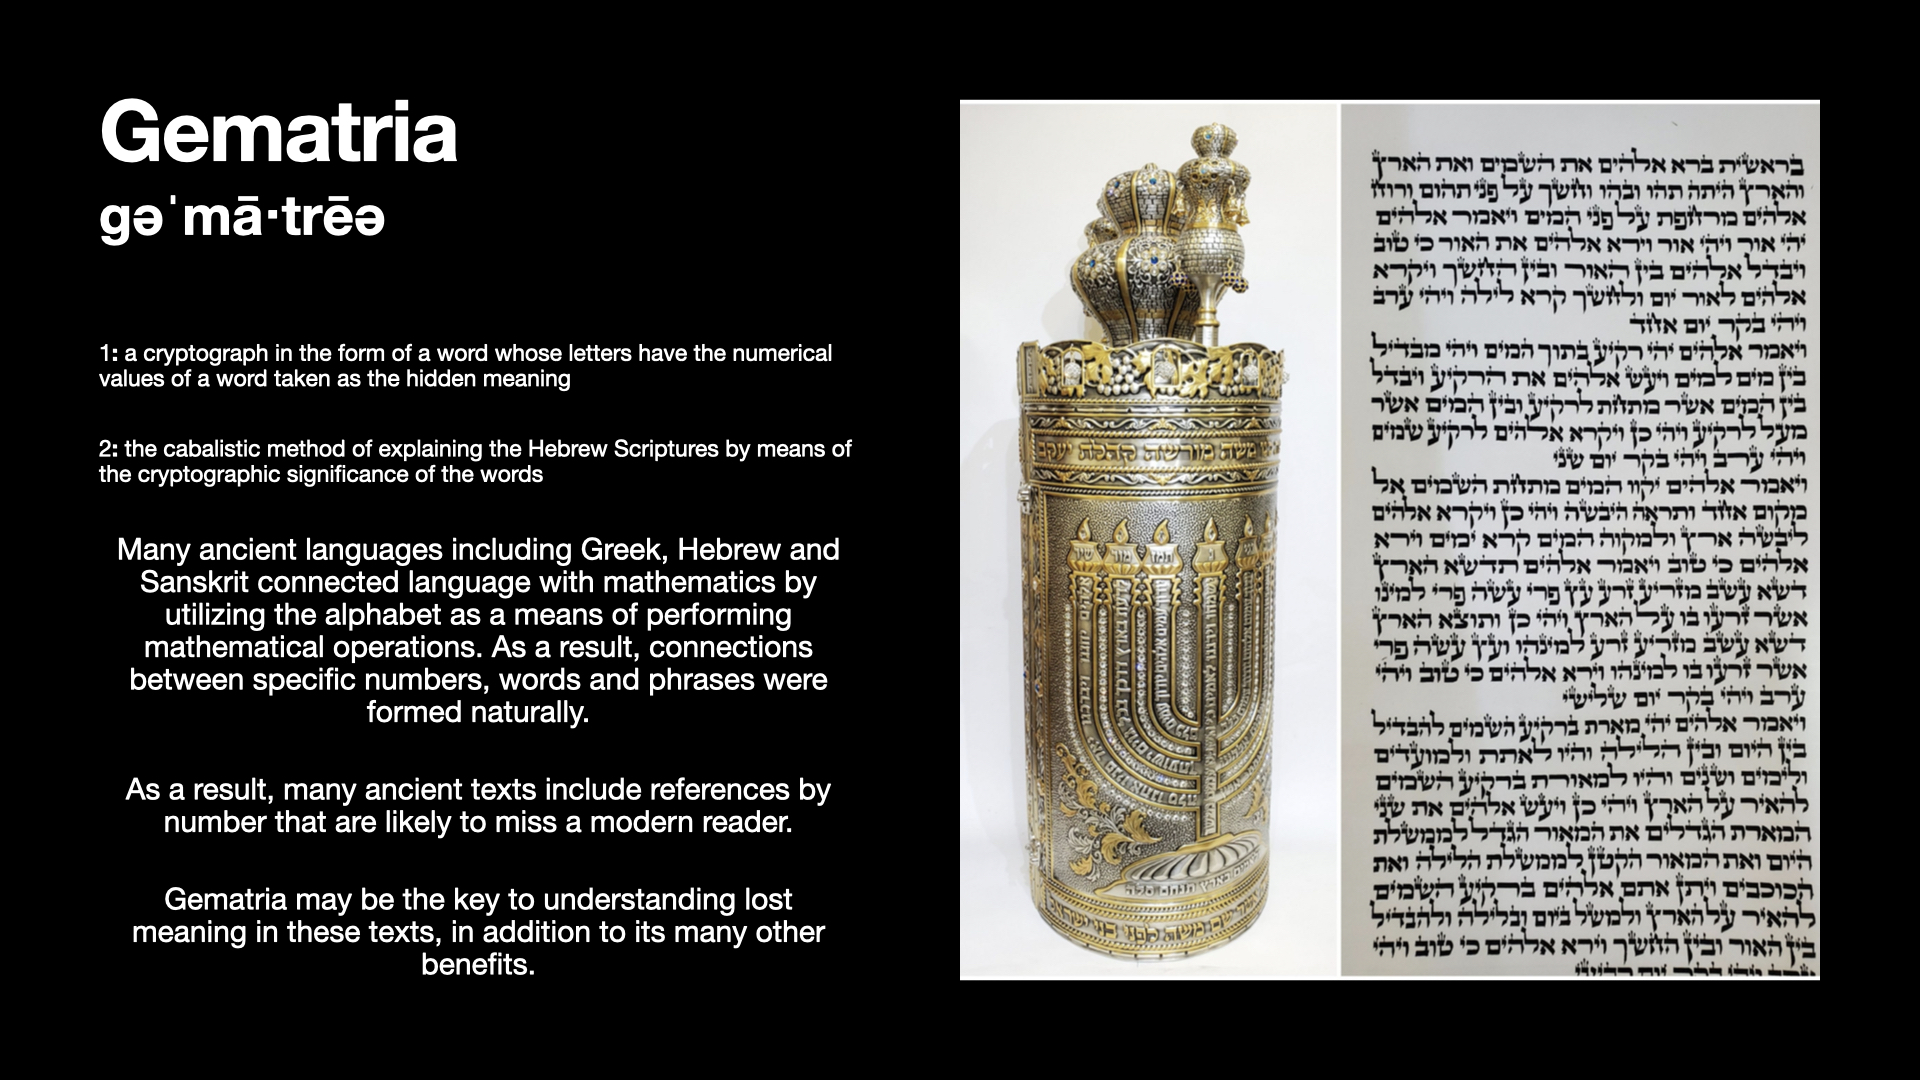 Gematria
gəˈmā·trēə
1: a cryptograph in the form of a word whose letters have the numerical
values of a word taken as the hidden meaning
2: the cabalistic method of explaining the Hebrew Scriptures by means of
the cryptographic significance of the words
Many ancient languages including Greek, Hebrew and
Sanskrit connected language with mathematics by
utilizing the alphabet as a means of performing
mathematical operations. As a result, connections
between specific numbers, words and phrases were
formed naturally.
As a result, many ancient texts include references by
number that are likely to miss a modern reader.
Gematria may be the key to understanding lost
meaning in these texts, in addition to its many other
benefits.
משה מורשה קהלת יעקב
משה לפני בני ישראל
בראשית ברא אלהים את השמים ואת הארץ
והארץ היתה תהו ובהו וחשך על פני תהום ורוח
אלהים מרחפת על פני המים ויאמר אלהים
יהי אור ויהי אור וירא אלהים את האור כי טוב
ויבדל אלהים בין האור ובין החשך ויקרא
אלהים לאור יום ולחשך קרא לילה ויהי ערב
ויהי בקר יום אחד
ויאמר אלהים יהי רקיע בתוך המים ויהי מבדיל
בין מים למים ויעש אלהים את הרקיע ויבדל
בין המים אשר מתחת לרקיע ובין המים אשר
מעל לרקיע ויהי כן ויקרא אלהים לרקיע שמים
ויהי ערב ויהי בקר יום שני
ויאמר אלהים יקוו המים מתחת השמים אל
מקום אחד ותראה היבשה ויהי כן ויקרא אלהים
ליבשה ארץ ולמקוה המים קרא ימים וירא
אלהים כי טוב ויאמר אלהים תדשא הארץ
דשא עשב מזריע זרע עץ פרי עשה פרי למינו
אשר זרעו בו על הארץ ויהי כן ותוצא הארץ
דשא עשב מזריע זרע למינהו ועץ עשה פרי
אשר זרעו בו למינהו וירא אלהים כי טוב ויהי
ערב ויהי בקר יום שלישי
ויאמר אלהים יהי מארת ברקיע השמים להבדיל
בין היום ובין הלילה והיו לאתת ולמועדים
ולימים ושנים והיו למאורת ברקיע השמים
להאיר על הארץ ויהי כן ויעש אלהים את שני
המארת הגדלים את המאור הגדל לממשלת
היום ואת המאור הקטן לממשלת הלילה ואת
הכוכבים ויתן אתם אלהים ברקיע השמים
להאיר על הארץ ולמשל ביום ובלילה ולהבדיל
בין האור ובין החשך וירא אלהים כי טוב ויהי